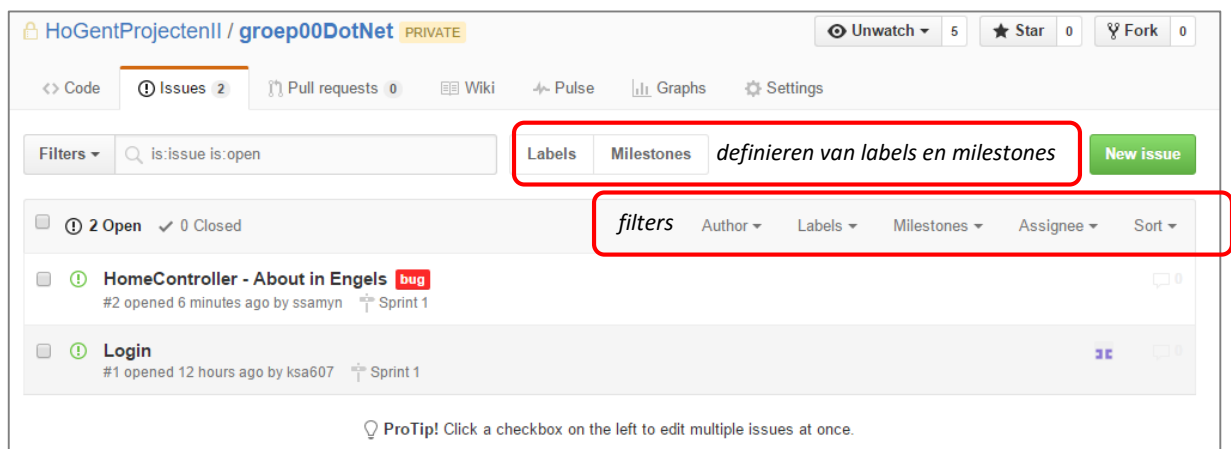 HoGentProjectenII / groep00DotNet PRIVATE Unwatch 5 Star 0 Fork 0
Code Issues 2 Pull requests 0 Wiki Pulse Graphs Settings
Filters is:issue is:open Labels Milestones definieren van labels en milestones New issue
2 Open 0 Closed filters Author Labels Milestones Assignee Sort
HomeController - About in Engels bug 0
#2 opened 6 minutes ago by ssamyn Sprint 1
Login 0
#1 opened 12 hours ago by ksa607 Sprint 1
ProTip! Click a checkbox on the left to edit multiple issues at once.